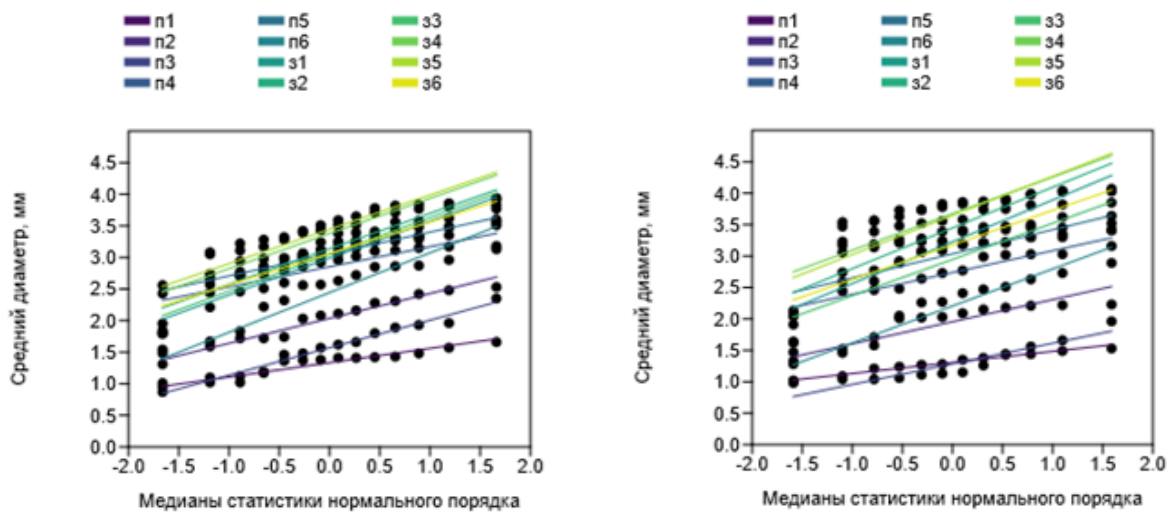 п1 п5 з3
п2 п6 з4
п3 з1 з5
п4 з2 з6
Средний диаметр, мм
4.5
4.0
3.5
3.0
2.5
2.0
1.5
1.0
0.5
0.0
-2.0 -1.5 -1.0 -0.5 0.0 0.5 1.0 1.5 2.0
Медианы статистики нормального порядка
п1 п5 з3
п2 п6 з4
п3 з1 з5
п4 з2 з6
Средний диаметр, мм
4.5
4.0
3.5
3.0
2.5
2.0
1.5
1.0
0.5
0.0
-2.0 -1.5 -1.0 -0.5 0.0 0.5 1.0 1.5 2.0
Медианы статистики нормального порядка